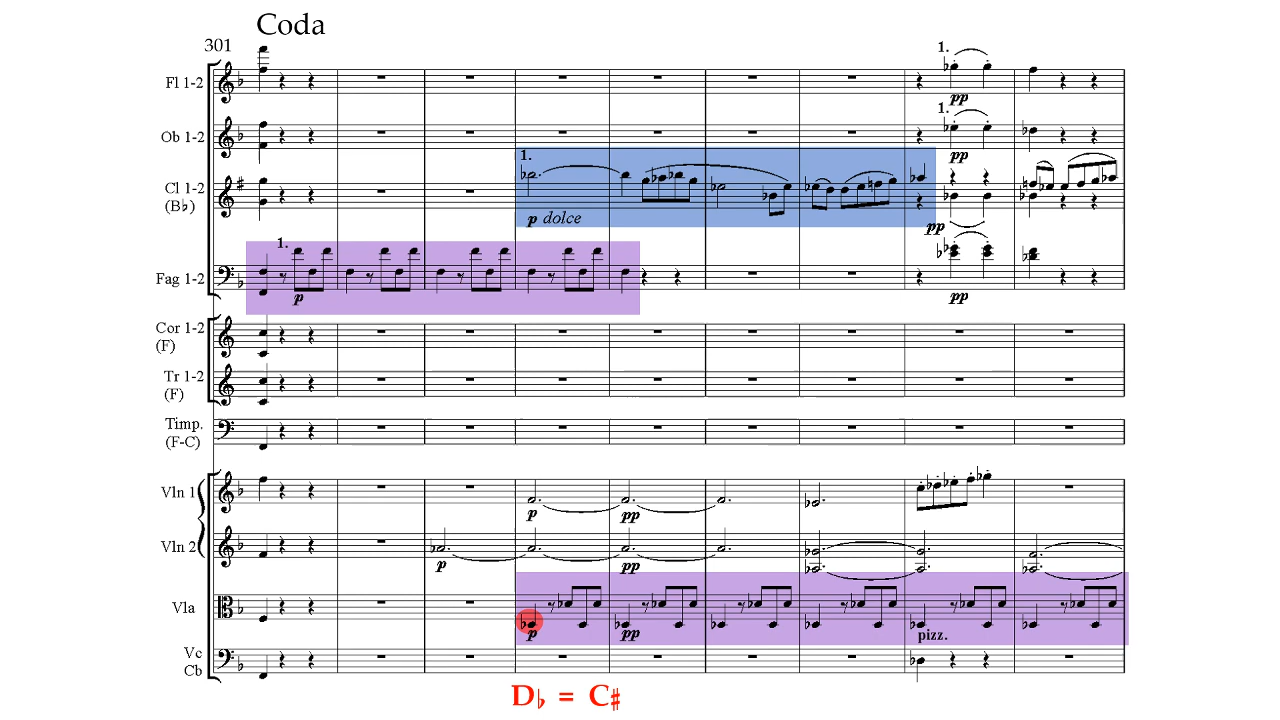 Coda
301
Fl 1-2
1.
pp
Ob 1-2
1.
pp
Cl 1-2
(B♭)
1.
p dolce
pp
Fag 1-2
1.
p
pp
Cor 1-2
(F)
Tr 1-2
(F)
Timp.
(F-C)
Vln 1
p
pp
Vln 2
p
pp
Vla
p
pp
pizz.
Vc
Cb
D♭ = C♯